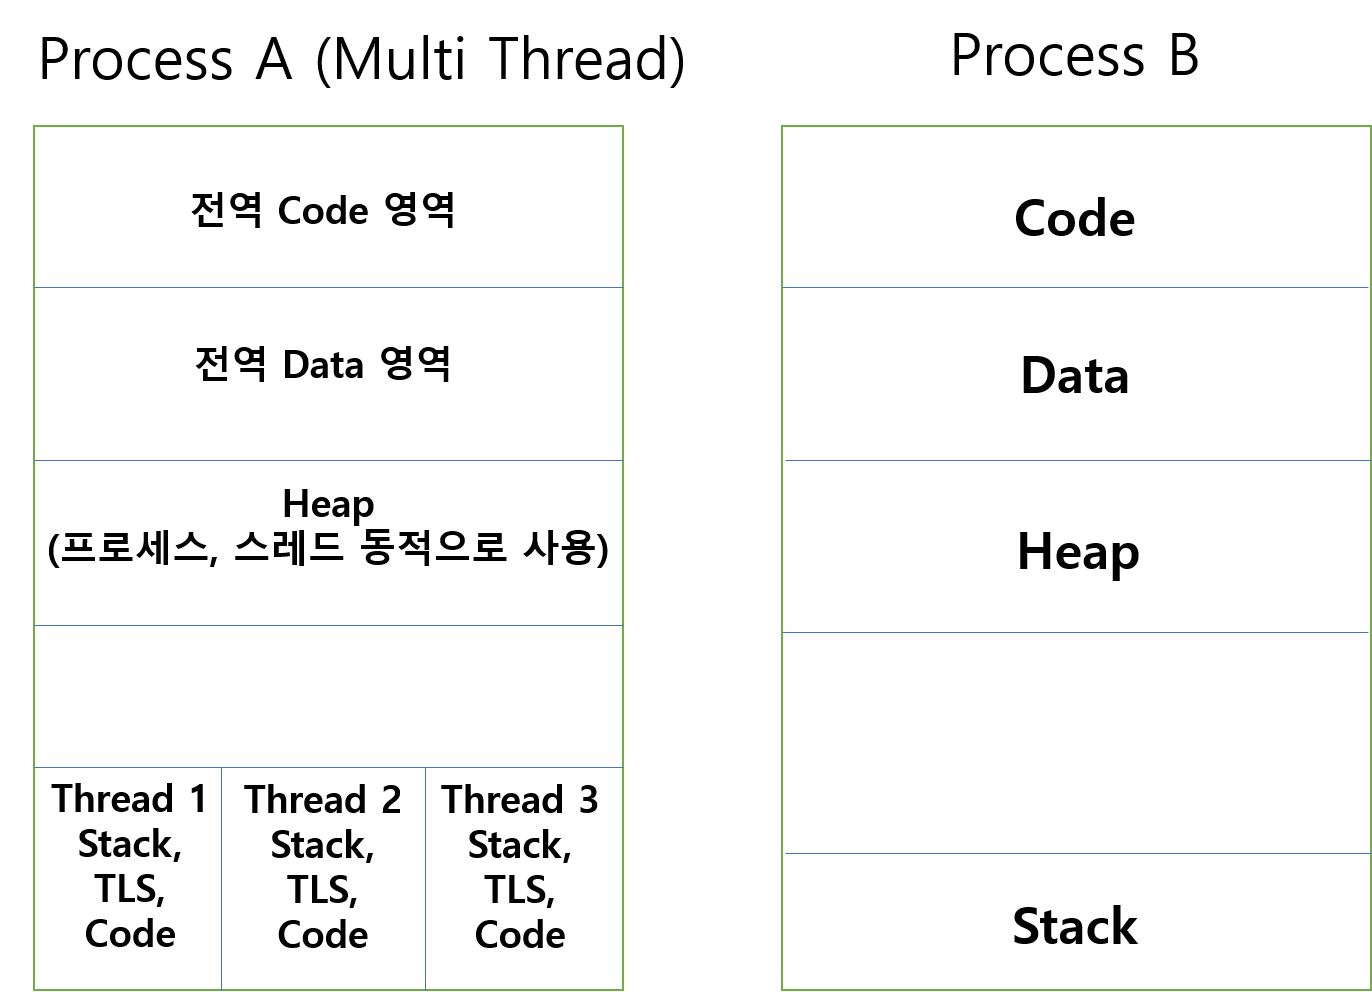 Process A (Multi Thread)
전역 Code 영역
전역 Data 영역
Heap
(프로세스, 스레드 동적으로 사용)
Thread 1
Stack,
TLS,
Code
Thread 2
Stack,
TLS,
Code
Thread 3
Stack,
TLS,
Code
Process B
Code
Data
Heap
Stack